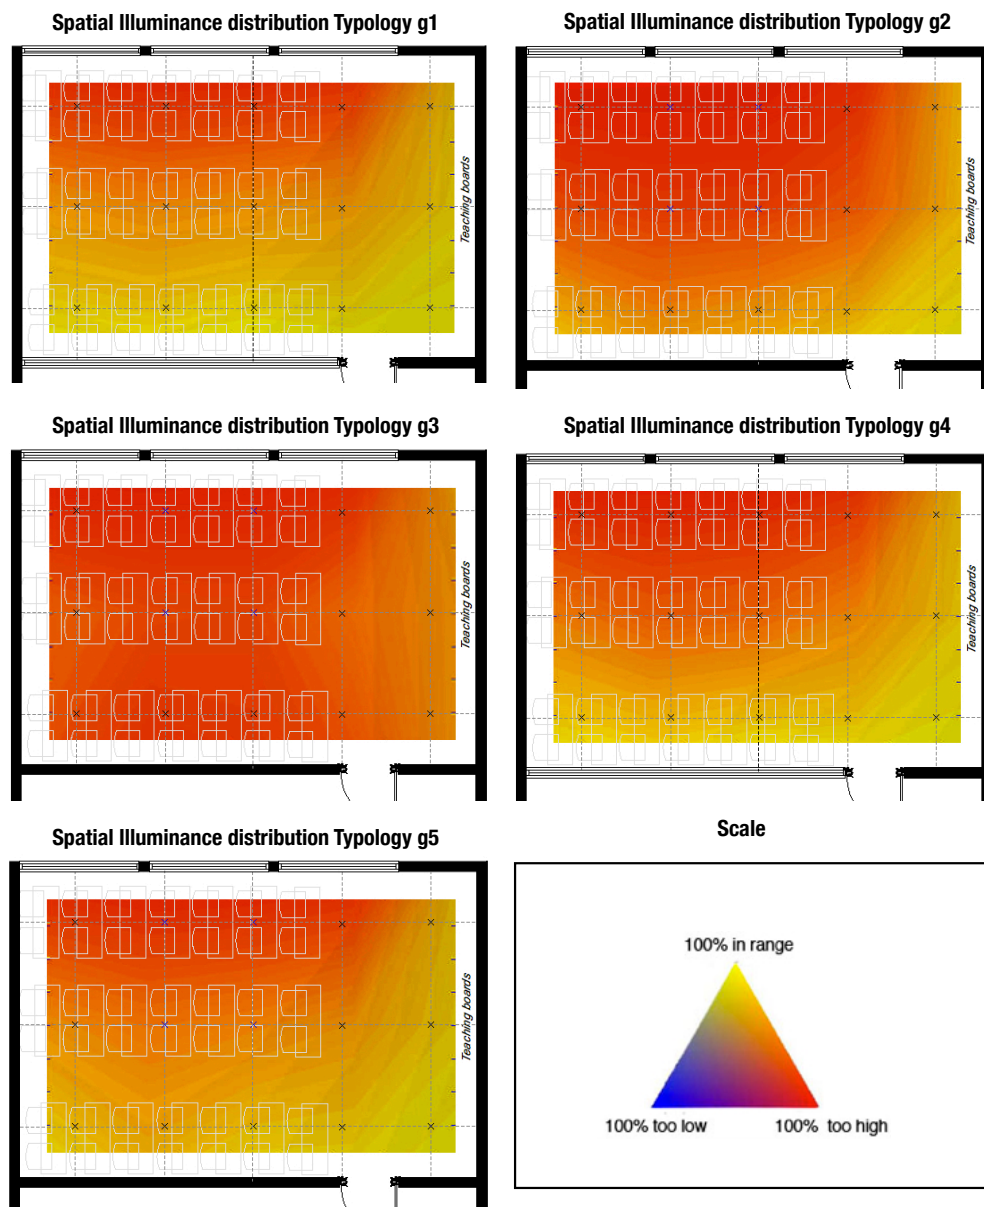 Spatial Illuminance distribution Typology g1
Teaching boards
Spatial Illuminance distribution Typology g2
Teaching boards
Spatial Illuminance distribution Typology g3
Teaching boards
Spatial Illuminance distribution Typology g4
Teaching boards
Spatial Illuminance distribution Typology g5
Teaching boards
Scale
100% in range
100% too low
100% too high